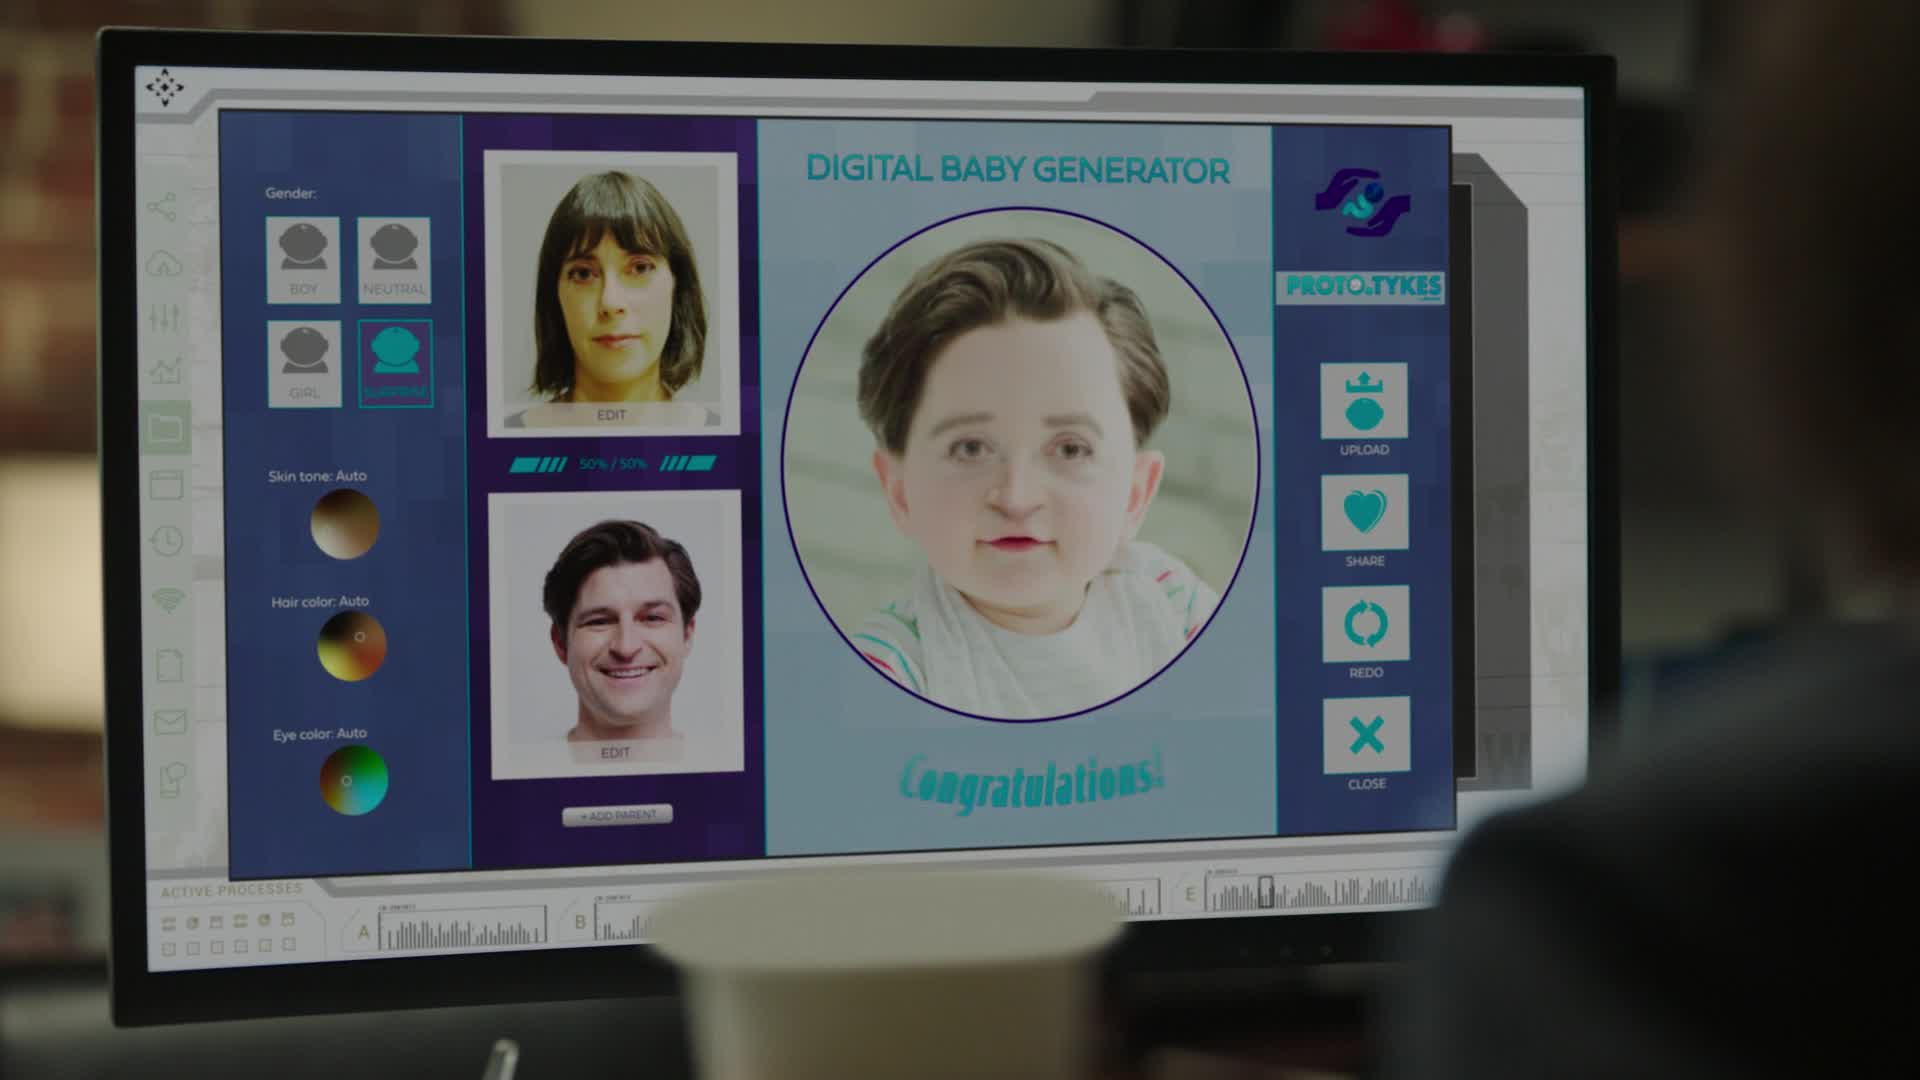 DIGITAL BABY GENERATOR
Gender:
BOY
NEUTRAL
GIRL
SURPRISE
Skin tone: Auto
Hair color: Auto
Eye color: Auto
EDIT
50% / 50%
EDIT
+ ADD PARENT
Congratulations!
PROTO.TYKES
UPLOAD
SHARE
REDO
CLOSE
W
ACTIVE PROCESSES
A
B
E